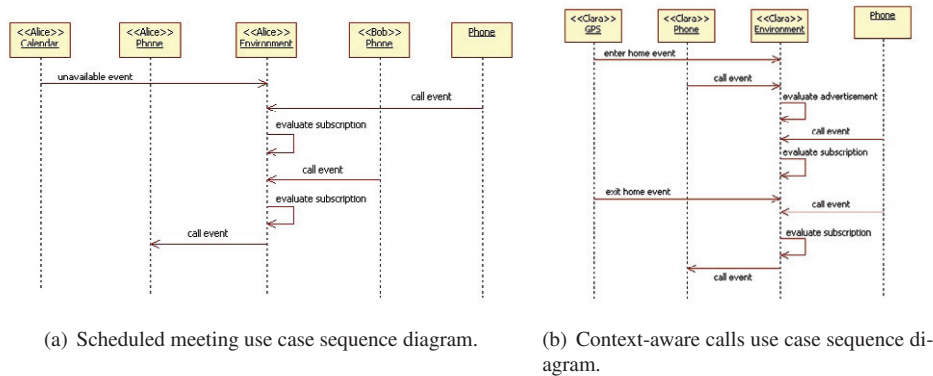 <<Alice>>
Calendar
<<Alice>>
Phone
<<Alice>>
Environment
<<Bob>>
Phone
Phone
unavailable event
call event
evaluate subscription
call event
evaluate subscription
call event
(a) Scheduled meeting use case sequence diagram.
<<Clara>>
GPS
<<Clara>>
Phone
<<Clara>>
Environment
Phone
enter home event
call event
evaluate advertisement
call event
evaluate subscription
exit home event
call event
evaluate subscription
call event
(b) Context-aware calls use case sequence di-
agram.